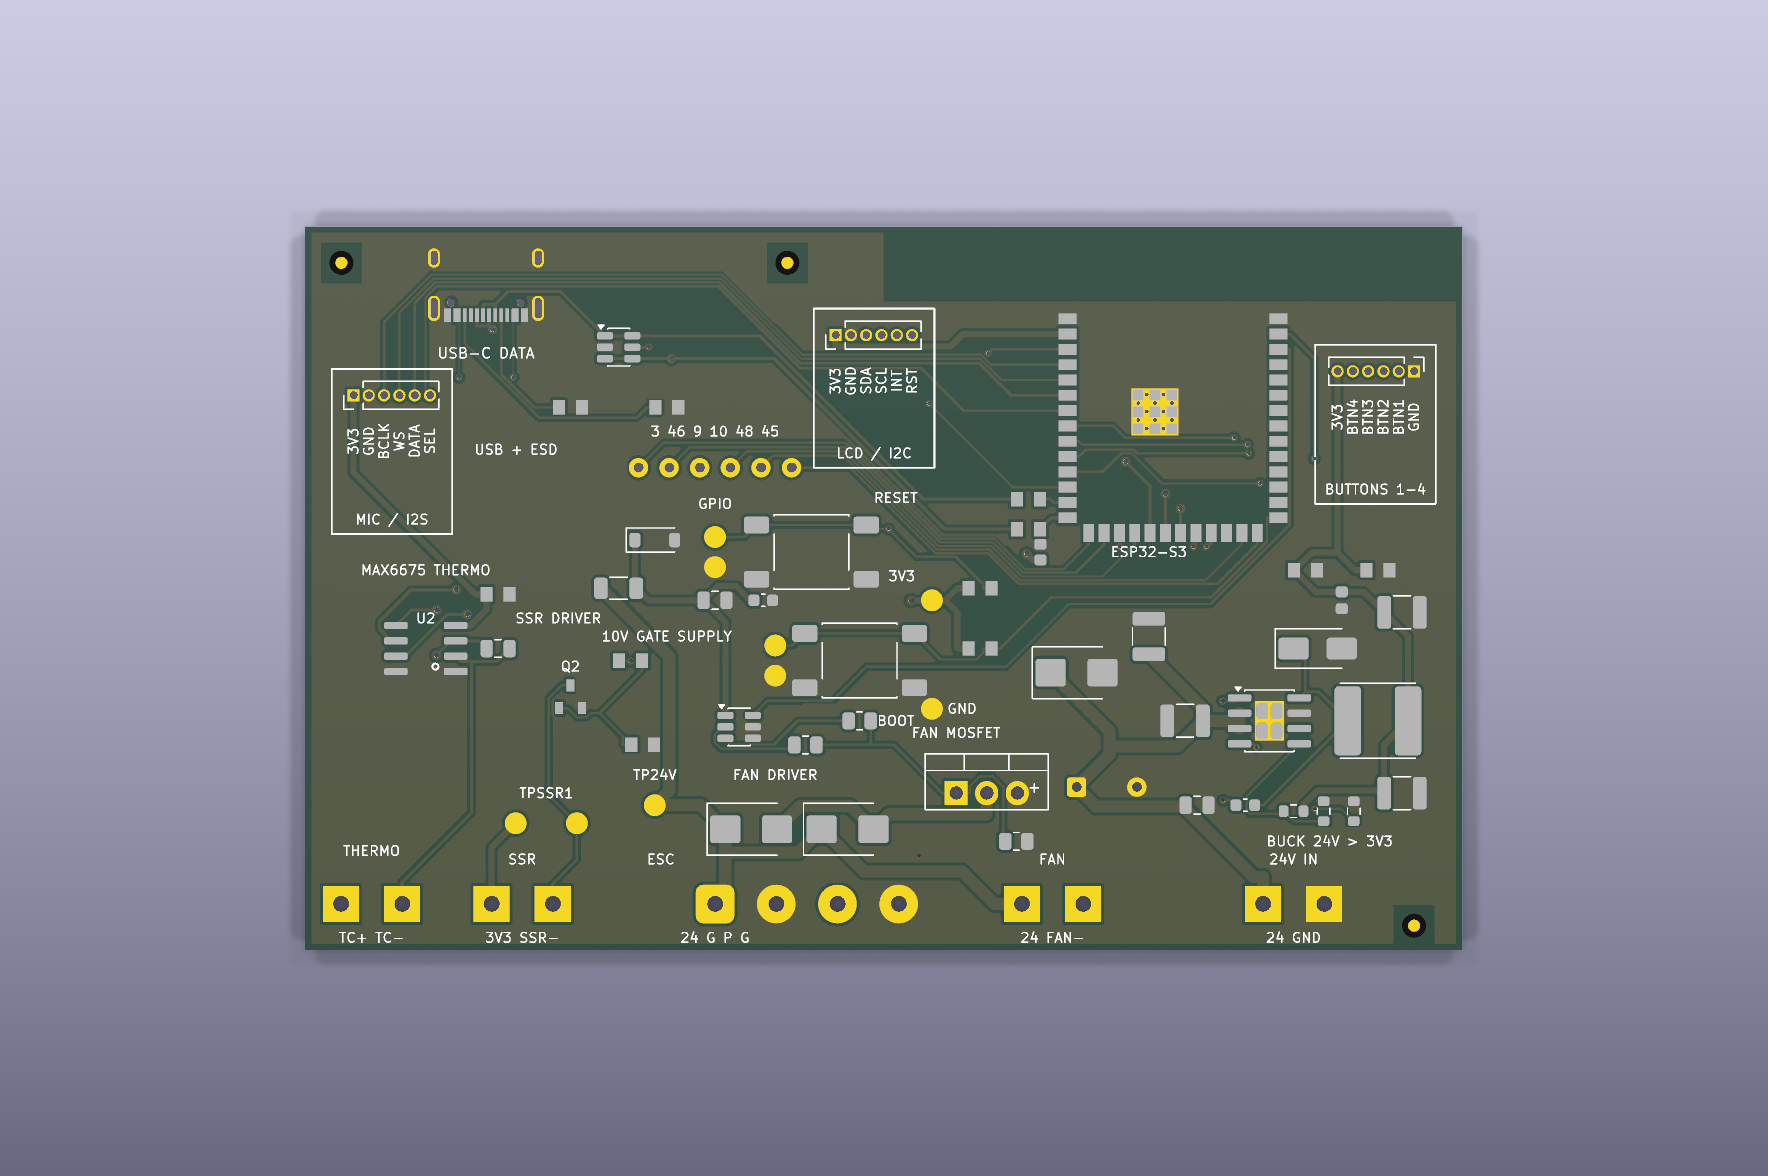 USB-C DATA
3V3
GND
BCLK
WS
DATA
SEL
MIC / I2S
USB + ESD
3 46 9 10 48 45
GPIO
3V3
GND
SDA
SCL
INT
RST
LCD / I2C
RESET
3V3
BTN4
BTN3
BTN2
BTN1
GND
BUTTONS 1-4
ESP32-S3
MAX6675 THERMO
3V3
U2
SSR DRIVER
10V GATE SUPPLY
Q2
GND
BOOT
FAN MOSFET
TP24V
FAN DRIVER
TPSSR1
+
THERMO
SSR
ESC
FAN
BUCK 24V > 3V3
24V IN
TC+ TC-
3V3 SSR-
24 G P G
24 FAN-
24 GND